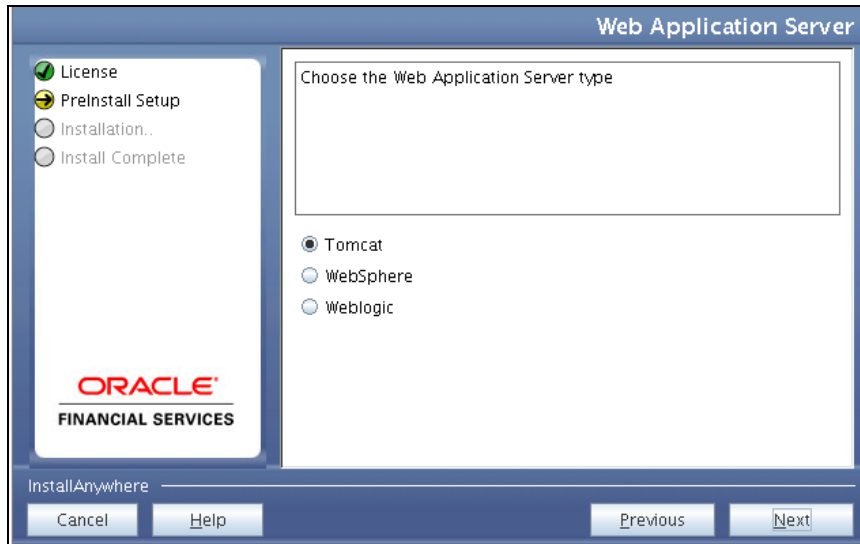 Web Application Server
License
PreInstall Setup
Installation..
Install Complete
Choose the Web Application Server type
Tomcat
WebSphere
Weblogic
ORACLE
FINANCIAL SERVICES
InstallAnywhere
Cancel
Help
Previous
Next